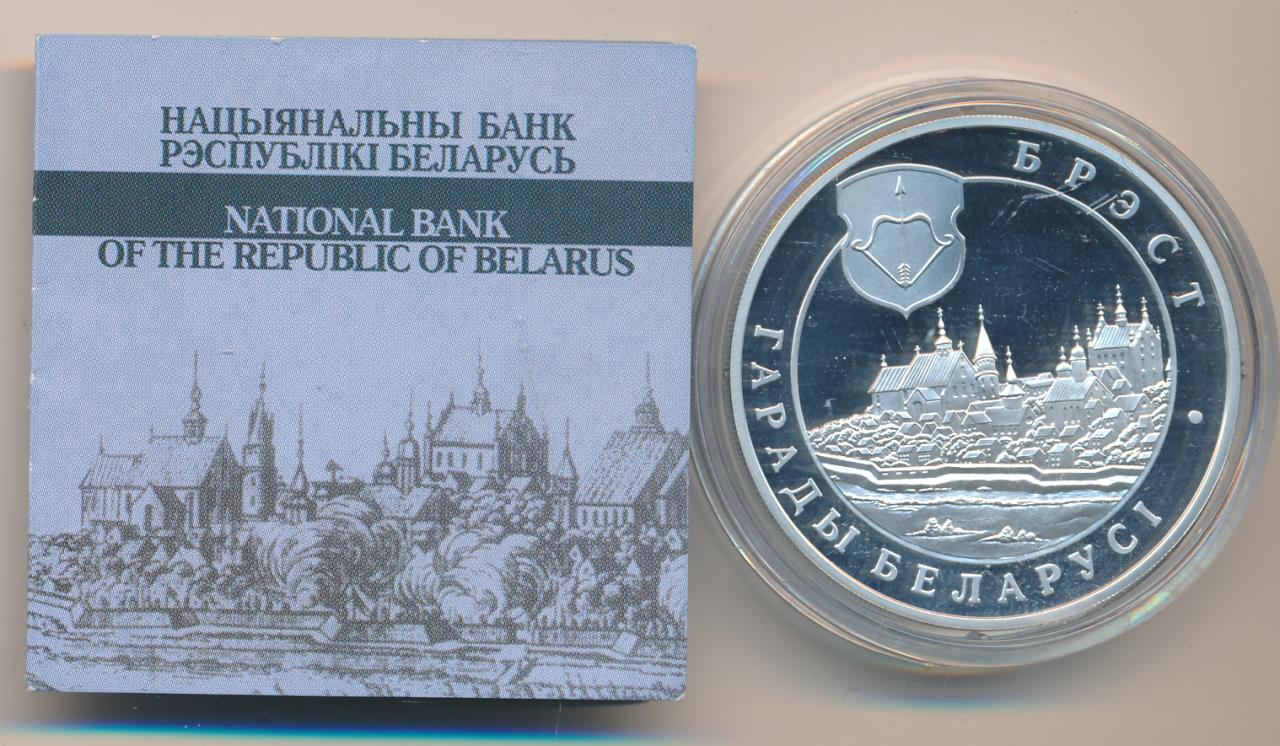 НАЦЫЯНАЛЬНЫ БАНК
РЭСПУБЛІКІ БЕЛАРУСЬ
NATIONAL BANK
OF THE REPUBLIC OF BELARUS
БРЭСТ
ГАРАДЫ БЕЛАРУСІ